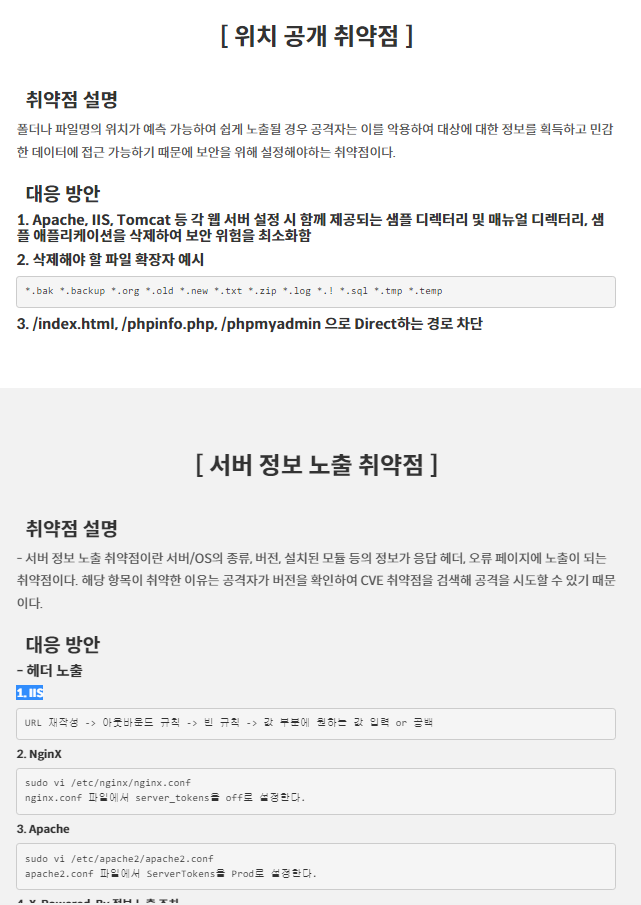 [ 위치 공개 취약점 ]
취약점 설명
폴더나 파일명의 위치가 예측 가능하여 쉽게 노출될 경우 공격자는 이를 악용하여 대상에 대한 정보를 획득하고 민감
한 데이터에 접근 가능하기 때문에 보안을 위해 설정해야하는 취약점이다.
대응 방안
1. Apache, IIS, Tomcat 등 각 웹 서버 설정 시 함께 제공되는 샘플 디렉터리 및 매뉴얼 디렉터리, 샘
플 애플리케이션을 삭제하여 보안 위험을 최소화함
2. 삭제해야 할 파일 확장자 예시
*.bak *.backup *.org *.old *.new *.txt *.zip *.log *.! *.sql *.tmp *.temp
3. /index.html, /phpinfo.php, /phpmyadmin 으로 Direct하는 경로 차단
[ 서버 정보 노출 취약점 ]
취약점 설명
- 서버 정보 노출 취약점이란 서버/OS의 종류, 버전, 설치된 모듈 등의 정보가 응답 헤더, 오류 페이지에 노출이 되는
취약점이다. 해당 항목이 취약한 이유는 공격자가 버전을 확인하여 CVE 취약점을 검색해 공격을 시도할 수 있기 때문
이다.
대응 방안
- 헤더 노출
1. IIS
URL 재작성 -> 아웃바운드 규칙 -> 빈 규칙 -> 값 부분에 원하는 값 입력 or 공백
2. NginX
sudo vi /etc/nginx/nginx.conf
nginx.conf 파일에서 server_tokens을 off로 설정한다.
3. Apache
sudo vi /etc/apache2/apache2.conf
apache2.conf 파일에서 ServerTokens을 Prod로 설정한다.
4. X-Powered-By 정보 노출 조치